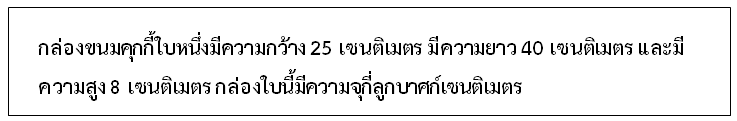 กล่องขนมคุกกี้ใบหนึ่งมีความกว้าง 25 เซนติเมตร มีความยาว 40 เซนติเมตร และมี
ความสูง 8 เซนติเมตร กล่องใบนี้มีความจุกี่ลูกบาศก์เซนติเมตร